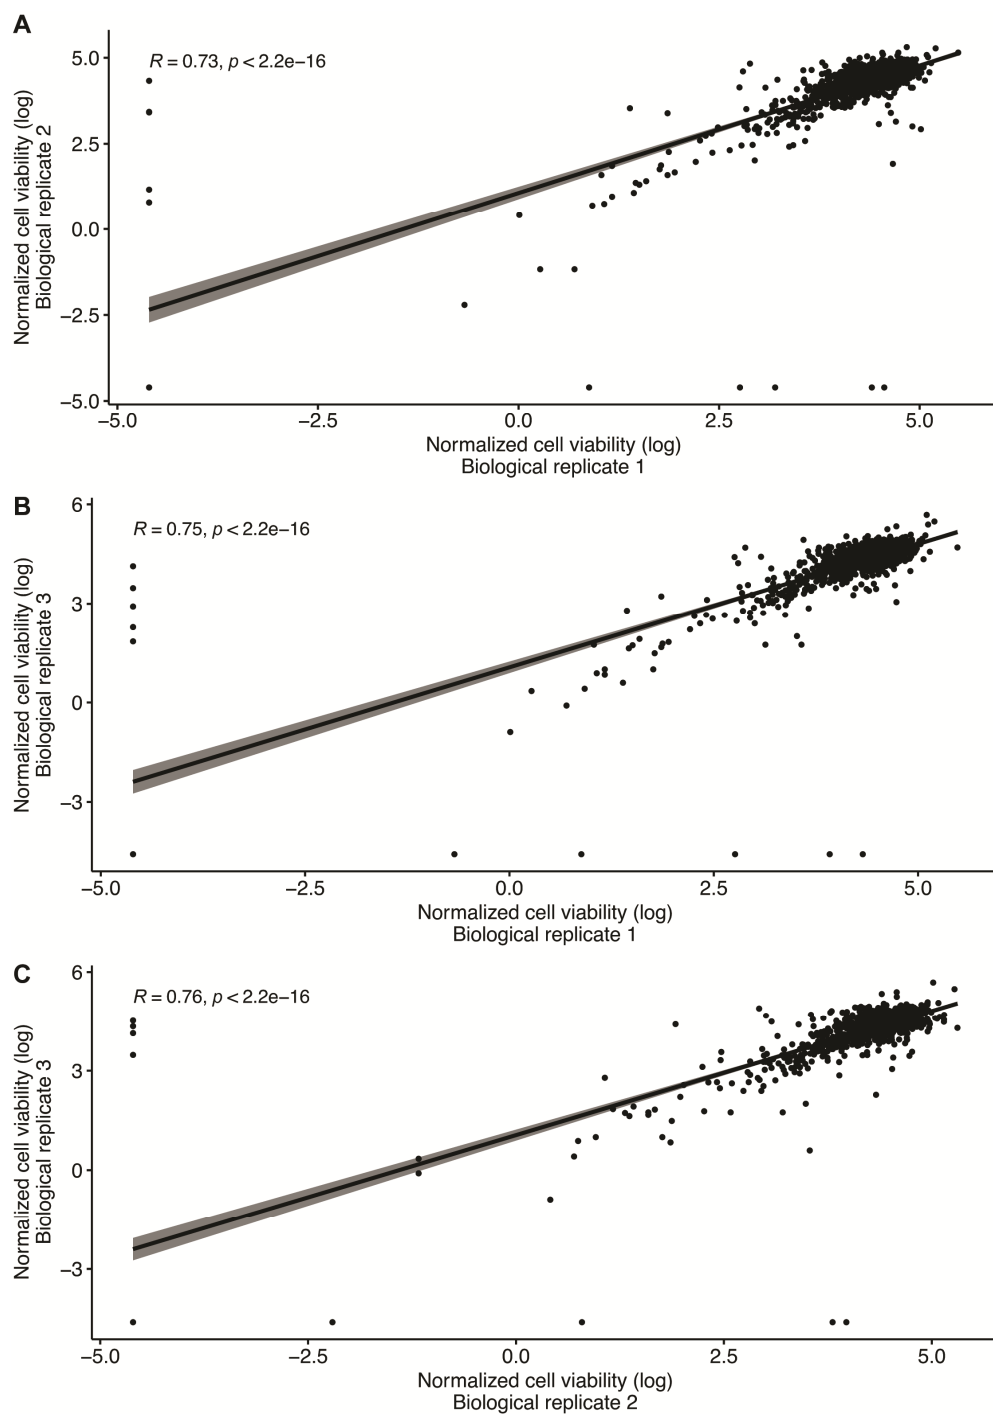 A
R = 0.73, p < 2.2e−16
Normalized cell viability (log)
Biological replicate 2
5.0
2.5
0.0
−2.5
−5.0
−5.0 −2.5 0.0 2.5 5.0
Normalized cell viability (log)
Biological replicate 1
B
R = 0.75, p < 2.2e−16
Normalized cell viability (log)
Biological replicate 3
6
3
0
−3
−5.0 −2.5 0.0 2.5 5.0
Normalized cell viability (log)
Biological replicate 1
C
R = 0.76, p < 2.2e−16
Normalized cell viability (log)
Biological replicate 3
6
3
0
−3
−5.0 −2.5 0.0 2.5 5.0
Normalized cell viability (log)
Biological replicate 2